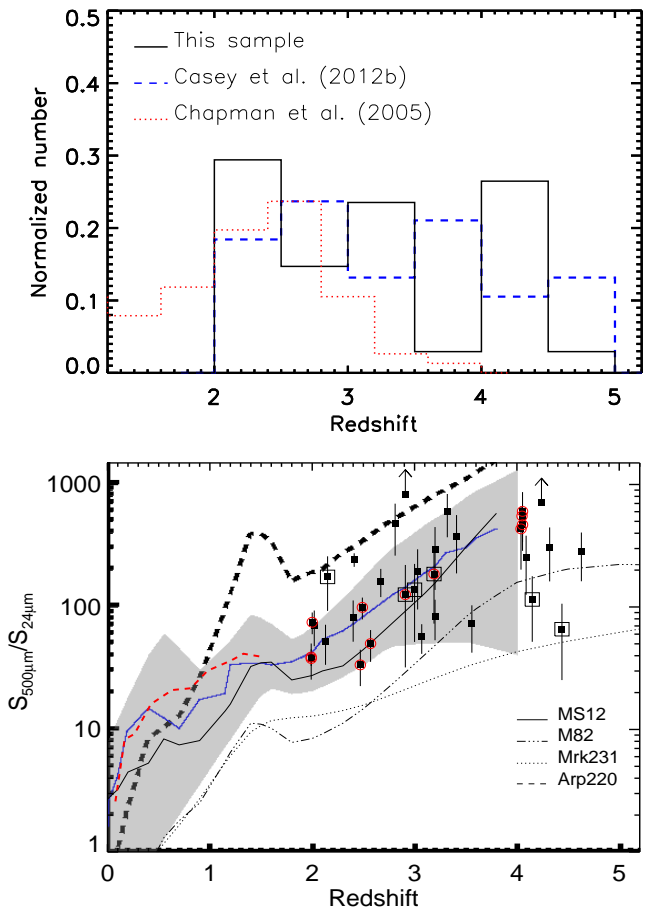 0.5
This sample
Casey et al. (2012b)
0.4
Chapman et al. (2005)
0.3
Normalized number
0.2
0.1
0.0
2 3 4 5
Redshift
1000
100
S500μm/S24μm
10
MS12
M82
Mrk231
Arp220
1
0 1 2 3 4 5
Redshift